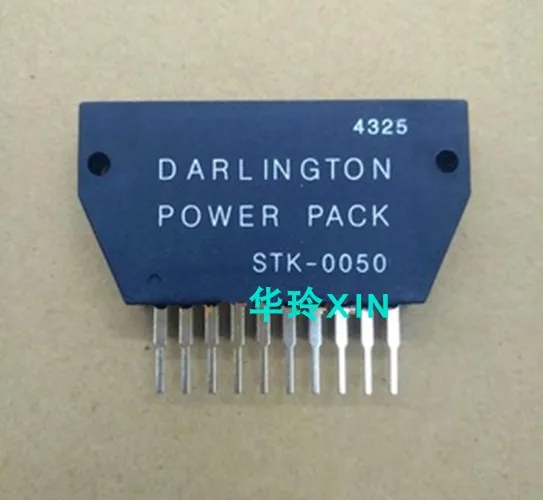 4325
DARLINGTON
POWER PACK
STK-0050
华玲XIN